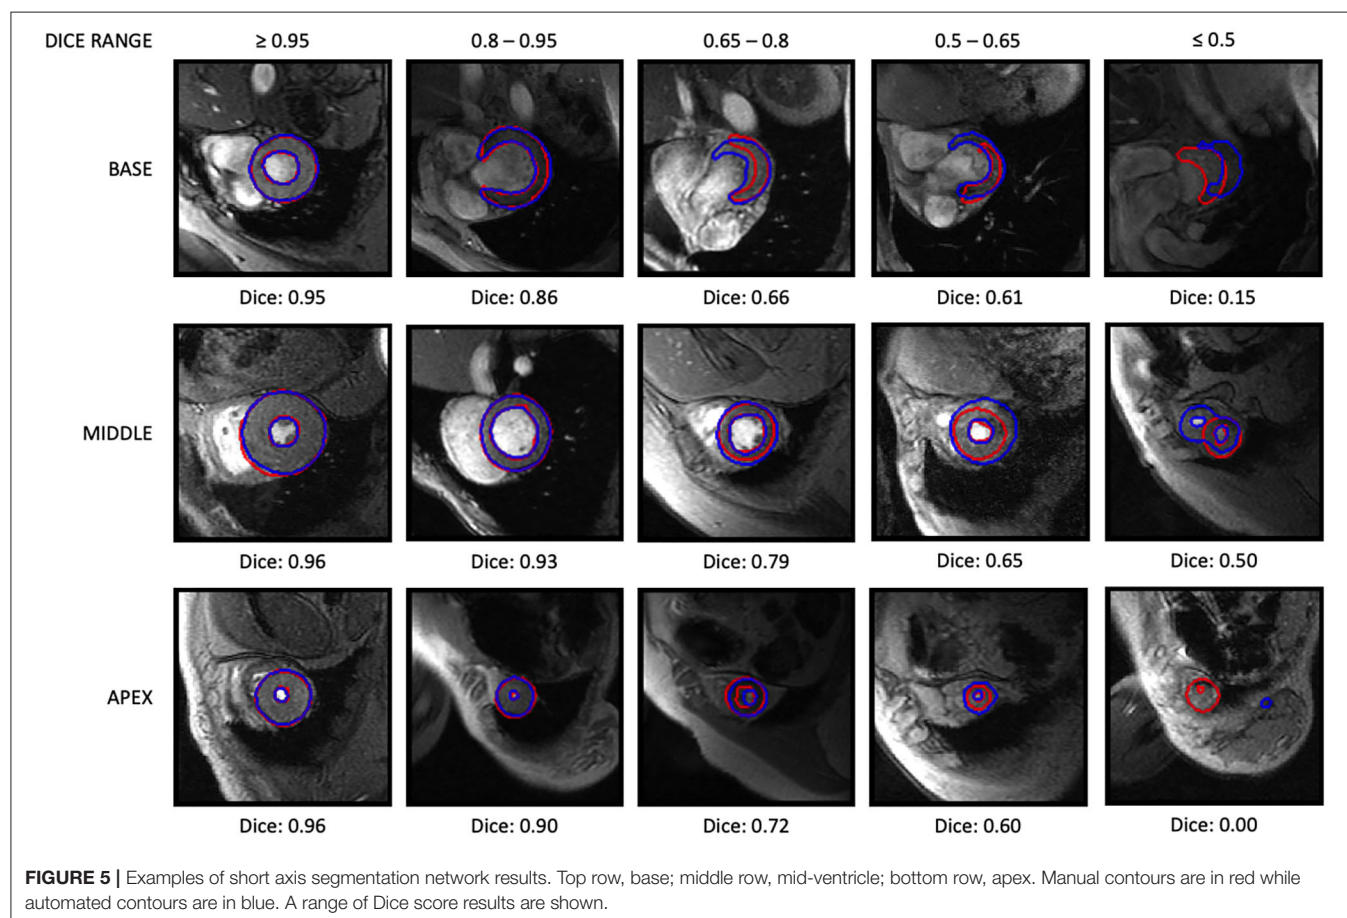 DICE RANGE ≥ 0.95 0.8 – 0.95 0.65 – 0.8 0.5 – 0.65 ≤ 0.5
BASE
Dice: 0.95 Dice: 0.86 Dice: 0.66 Dice: 0.61 Dice: 0.15
MIDDLE
Dice: 0.96 Dice: 0.93 Dice: 0.79 Dice: 0.65 Dice: 0.50
APEX
Dice: 0.96 Dice: 0.90 Dice: 0.72 Dice: 0.60 Dice: 0.00
FIGURE 5 | Examples of short axis segmentation network results. Top row, base; middle row, mid-ventricle; bottom row, apex. Manual contours are in red while
automated contours are in blue. A range of Dice score results are shown.